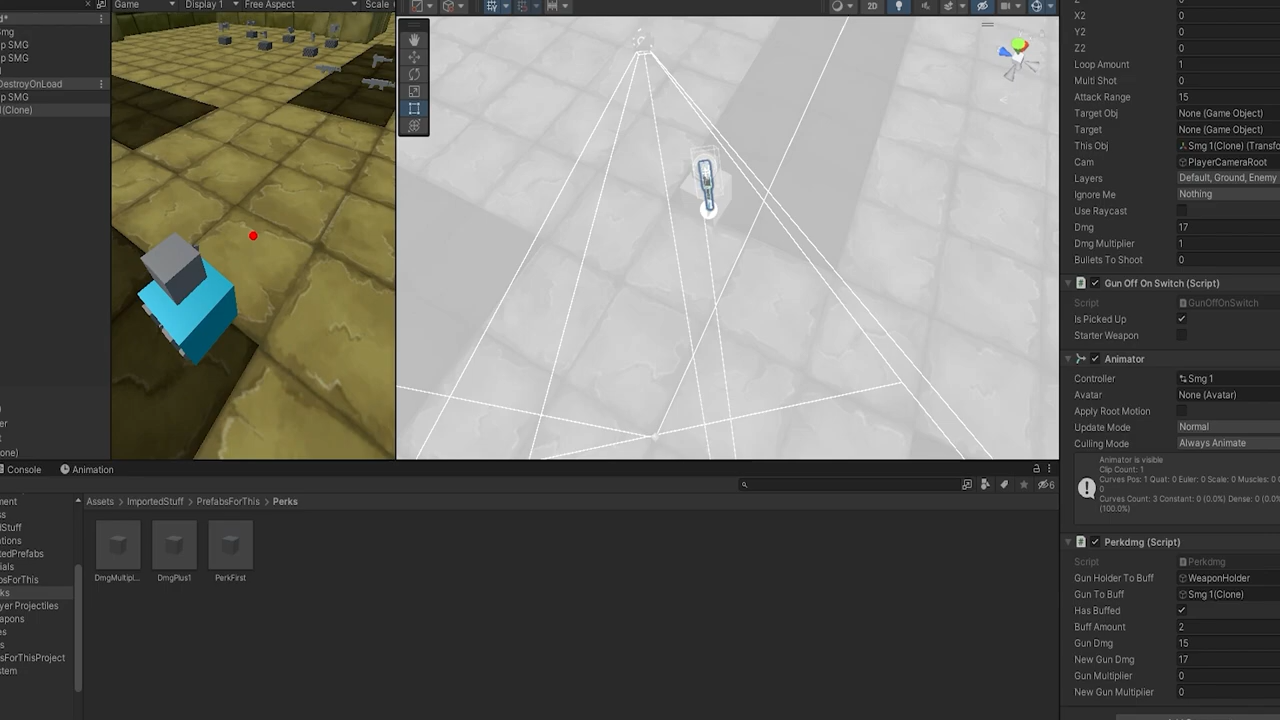 Game Display 1 Free Aspect Scale
2D
d*
Smg
p SMG
p SMG
DestroyOnLoad
p SMG
(Clone)
Console Animation
6
Assets > ImportedStuff > PrefabsForThis > Perks
dStuff
ations
tedPrefabs
ials
bsForThis
ks
yer Projectiles
apons
sForThisProject
stem
DmgMultipl... DmgPlus1 PerkFirst
X2 0
Y2 0
Z2 0
Loop Amount 1
Multi Shot 0
Attack Range 15
Target Obj None (Game Object)
Target None (Game Object)
This Obj Smg 1(Clone) (Transfo
Cam PlayerCameraRoot
Layers Default, Ground, Enemy
Ignore Me Nothing
Use Raycast
Dmg 17
Dmg Multiplier 1
Bullets To Shoot 0
Gun Off On Switch (Script)
Script GunOffOnSwitch
Is Picked Up
Starter Weapon
Animator
Controller Smg 1
Avatar None (Avatar)
Apply Root Motion
Update Mode Normal
Culling Mode Always Animate
Animator is visible
Clip Count: 1
Curves Pos: 1 Quat: 0 Euler: 0 Scale: 0 Muscles: 0
0
Curves Count: 3 Constant: 0 (0.0%) Dense: 0 (0.0%
(100.0%)
Perkdmg (Script)
Script Perkdmg
Gun Holder To Buff WeaponHolder
Gun To Buff Smg 1(Clone)
Has Buffed
Buff Amount 2
Gun Dmg 15
New Gun Dmg 17
Gun Multiplier 0
New Gun Multiplier 0